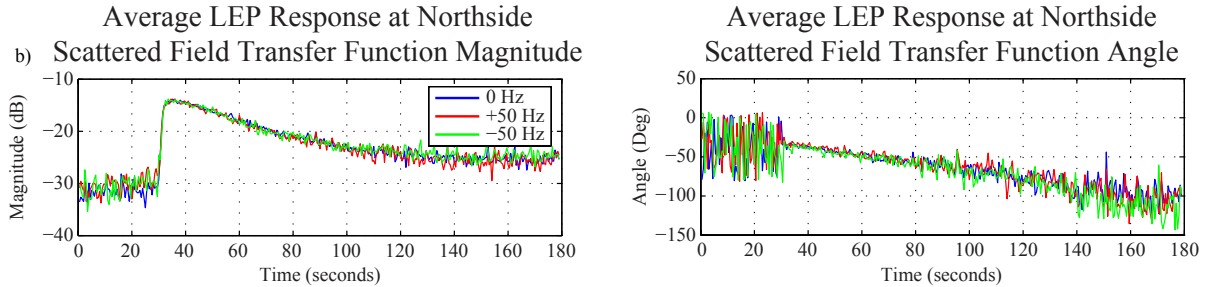 Average LEP Response at Northside
Scattered Field Transfer Function Magnitude
b)
−10
−20
−30
−40
Magnitude (dB)
0 Hz
+50 Hz
−50 Hz
0 20 40 60 80 100 120 140 160 180
Time (seconds)
Average LEP Response at Northside
Scattered Field Transfer Function Angle
50
0
−50
−100
−150
Angle (Deg)
0 20 40 60 80 100 120 140 160 180
Time (seconds)